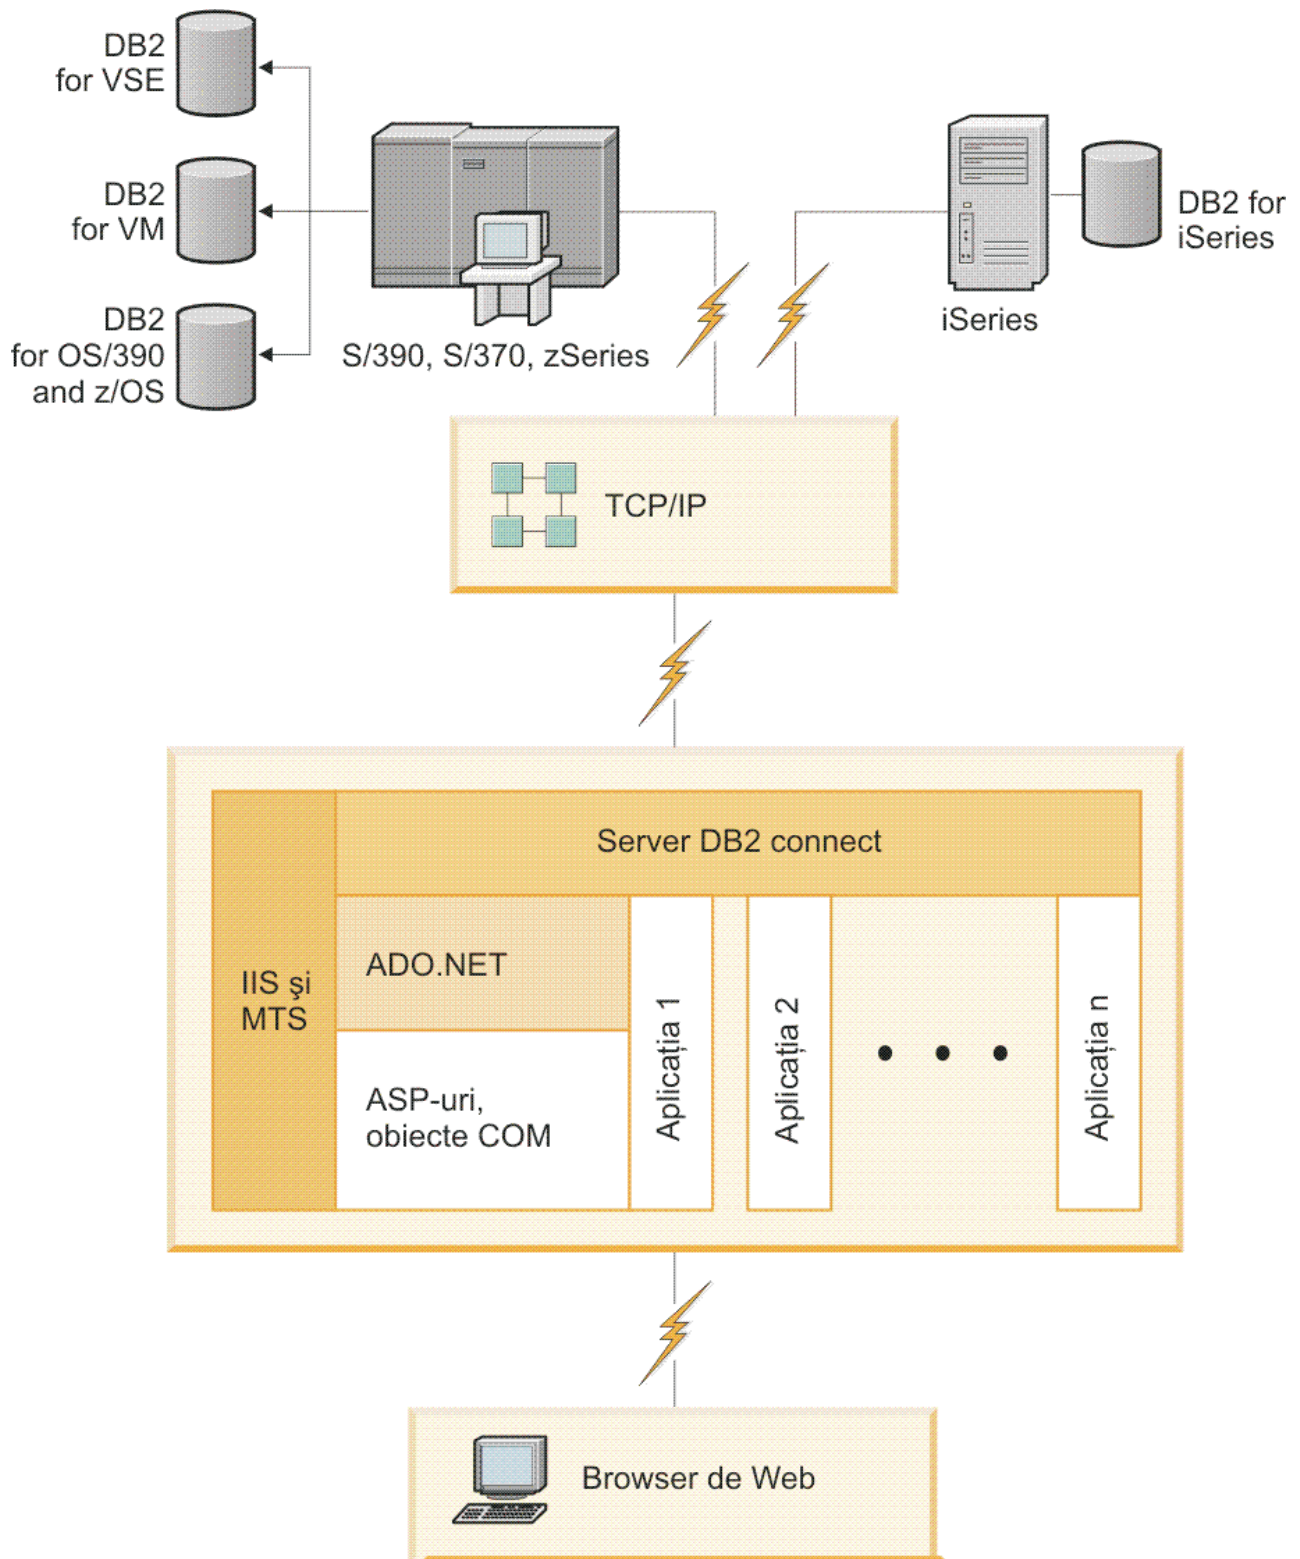 DB2
for VSE
DB2
for VM
DB2
for OS/390
and z/OS
S/390, S/370, zSeries
iSeries
DB2 for
iSeries
TCP/IP
Server DB2 connect
IIS şi
MTS
ADO.NET
ASP-uri,
obiecte COM
Aplicația 1
Aplicația 2
Aplicația n
Browser de Web